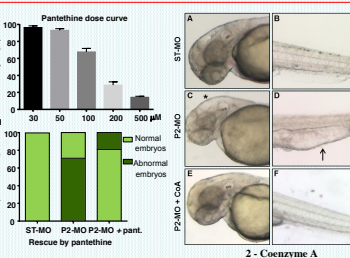 Pantethine dose curve
100
80
60
40
20
0
30 50 100 200 500 µM
100
80
60
40
20
0
Normal
embryos
Abnormal
embryos
ST-MO P2-MO P2-MO + pant.
Rescue by pantethine
A B
ST-MO
C * D
P2-MO
E F
P2-MO + CoA
2 - Coenzyme A